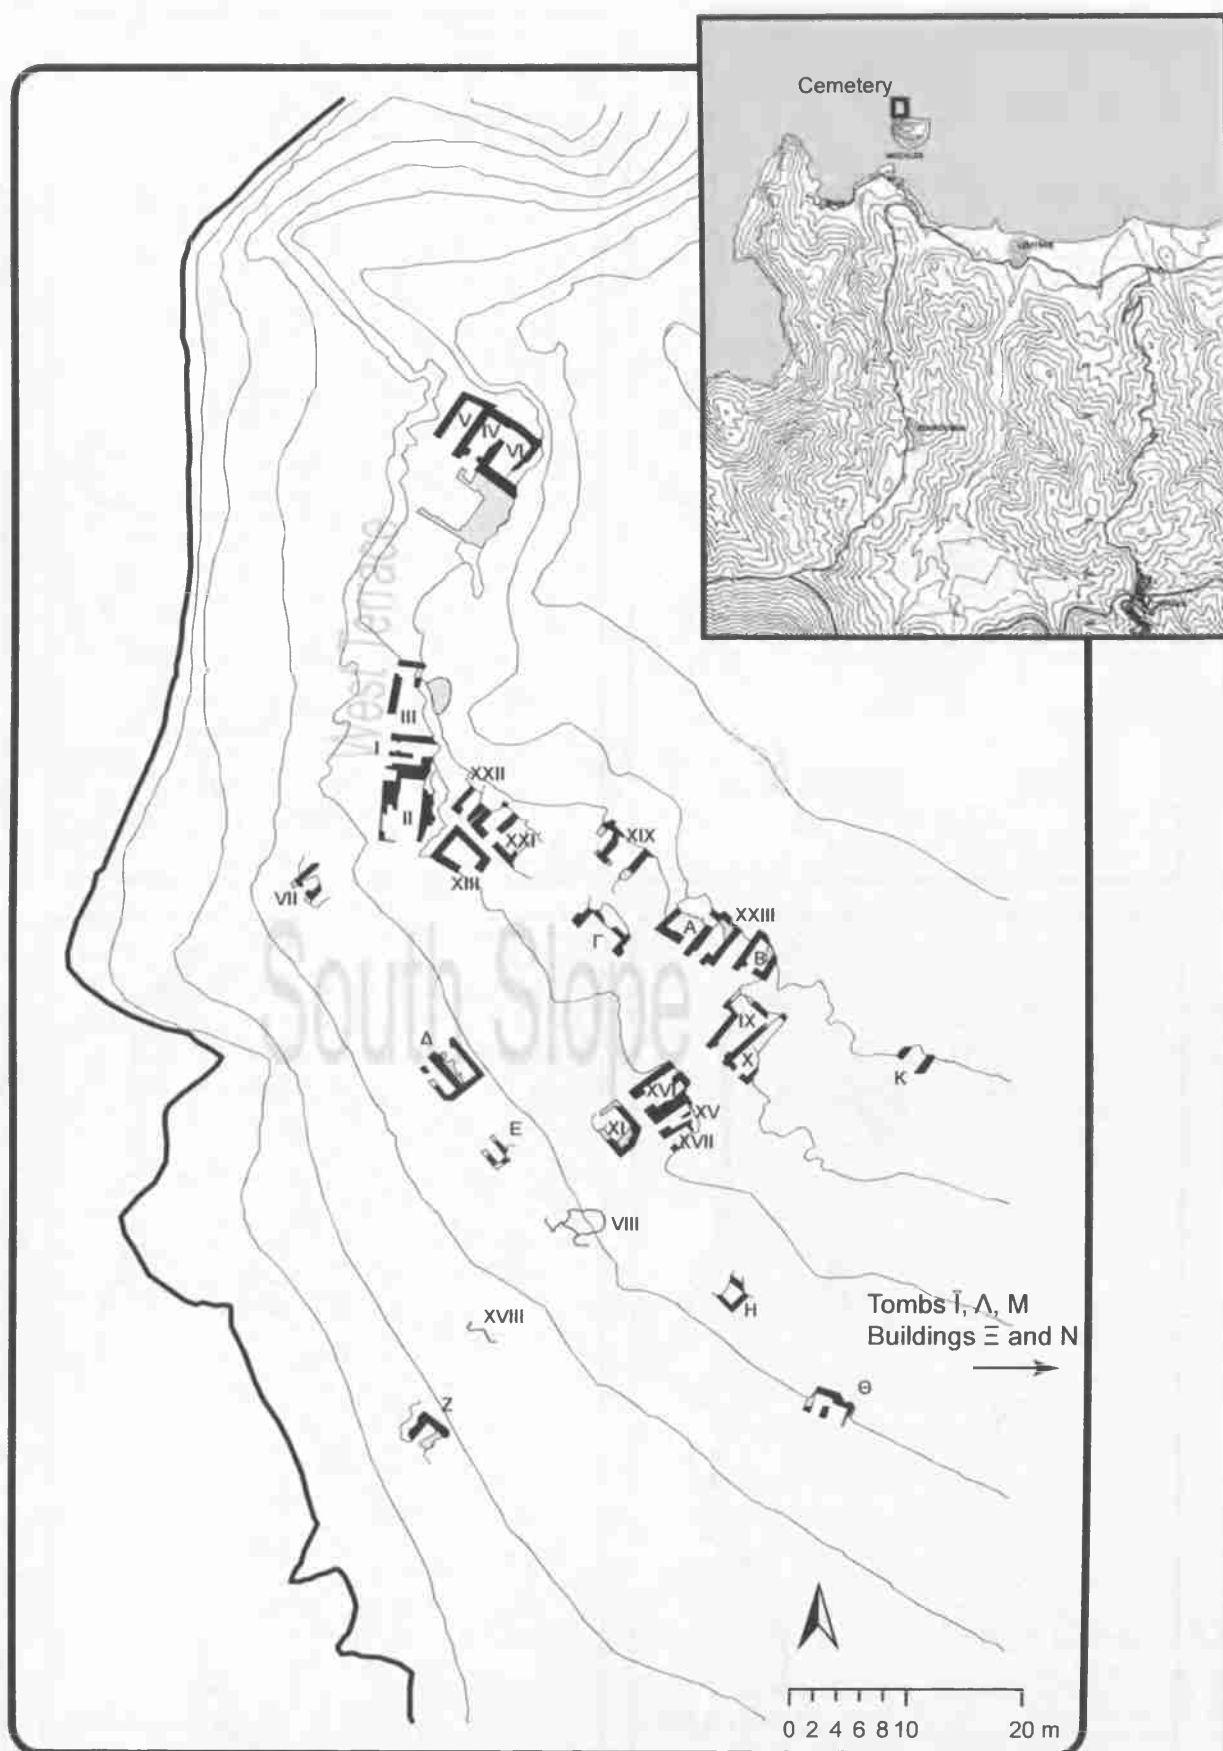 Cemetery
MOCHLOS
V
IV
VI
West Terrace
III
I
II
XXII
XXI
XIII
XIX
VII
South Slope
Γ
A
XXIII
B
IX
X
K
Δ
E
XVI
XV
XI
XVII
VIII
H
XVIII
Tombs Ī, Λ, M
Buildings Ξ and N
Θ
Z
0 2 4 6 8 10 20 m